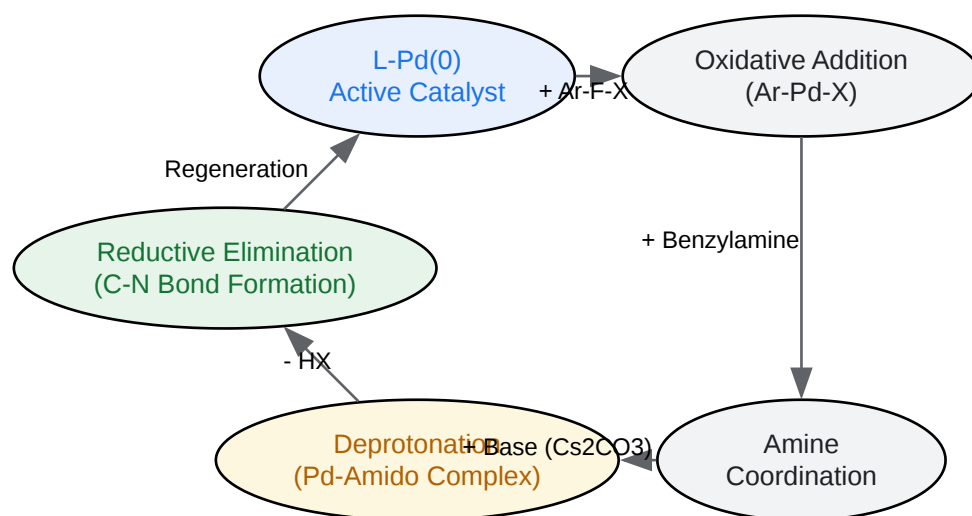 L-Pd(0)
Active Catalyst
+ Ar-F-X
Oxidative Addition
(Ar-Pd-X)
Regeneration
+ Benzylamine
Reductive Elimination
(C-N Bond Formation)
- HX
Deprotonation
(Pd-Amido Complex)
+ Base (Cs2CO3)
Amine
Coordination